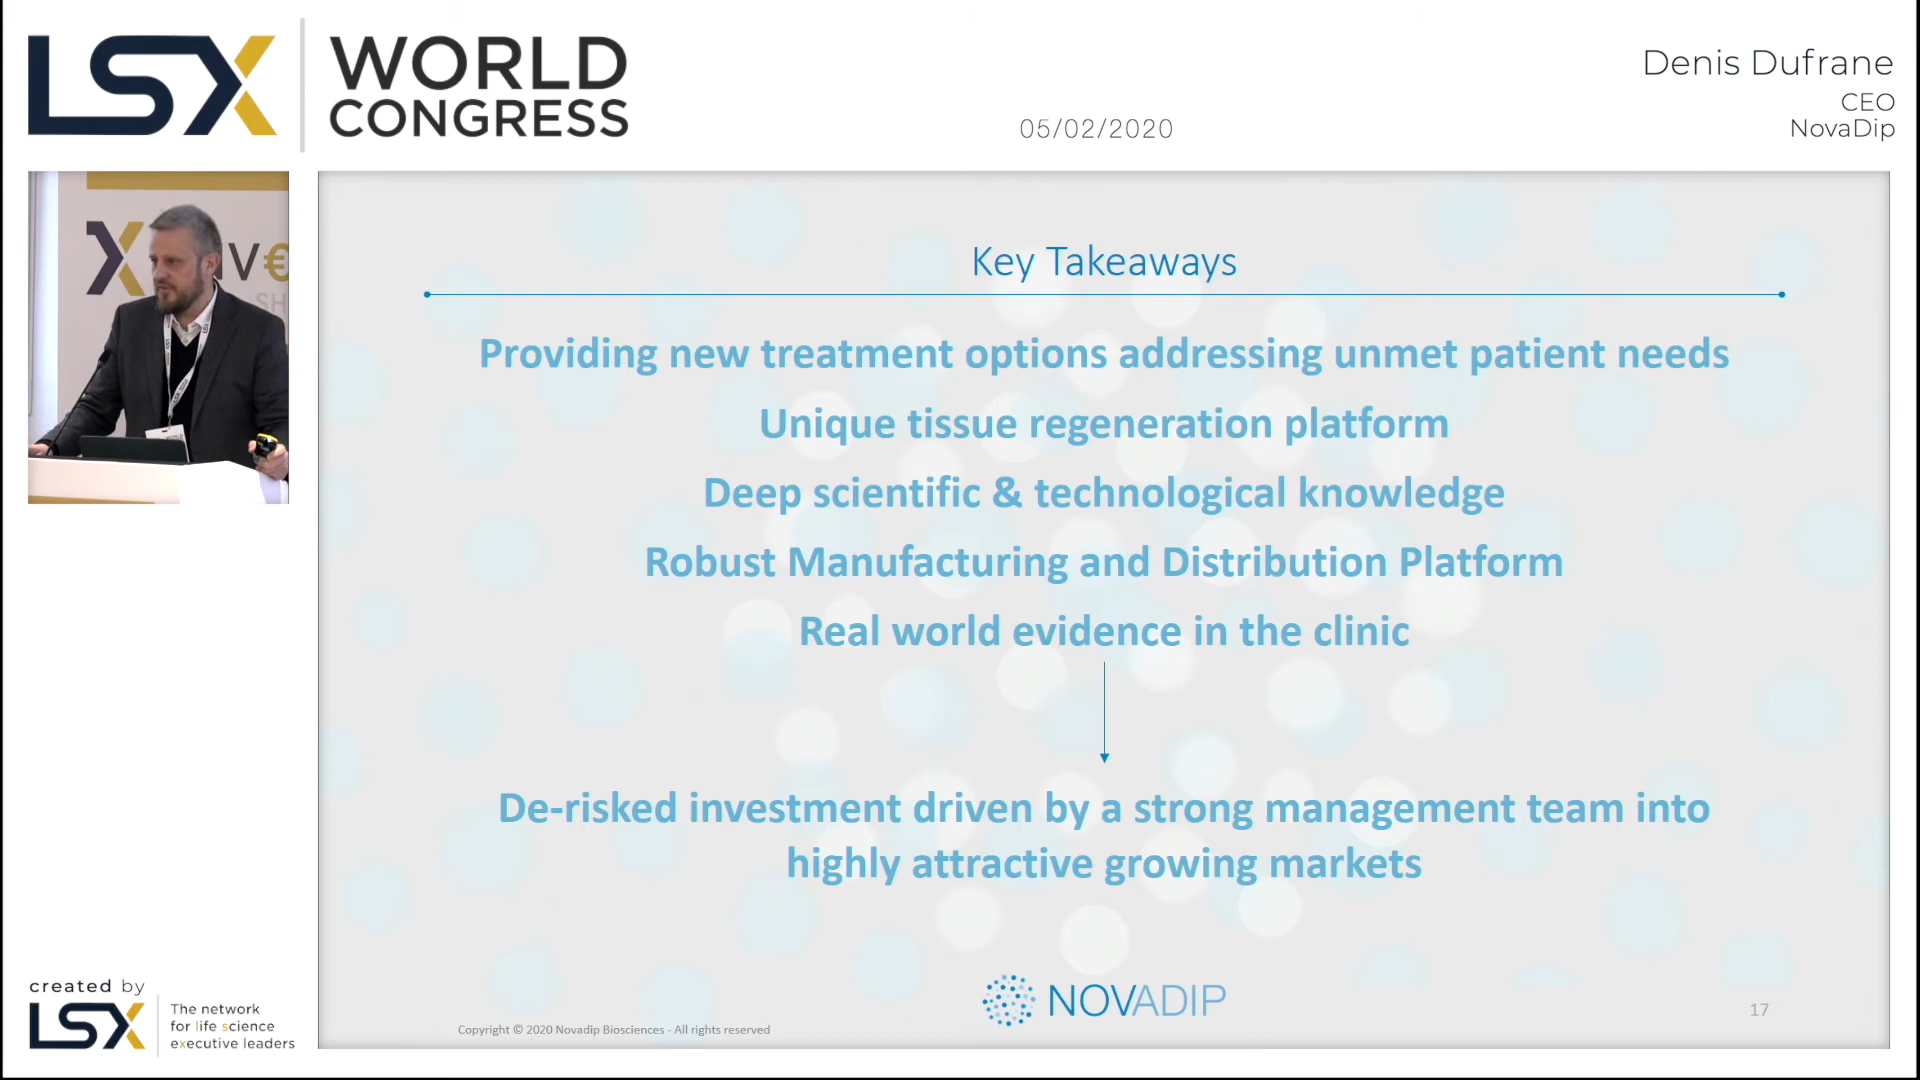 LSX
WORLD
CONGRESS
05/02/2020
Denis Dufrane
CEO
NovaDip
Key Takeaways
Providing new treatment options addressing unmet patient needs
Unique tissue regeneration platform
Deep scientific & technological knowledge
Robust Manufacturing and Distribution Platform
Real world evidence in the clinic
De-risked investment driven by a strong management team into
highly attractive growing markets
NOVADIP
Copyright © 2020 Novadip Biosciences - All rights reserved
17
created by
LSX
The network
for life science
executive leaders